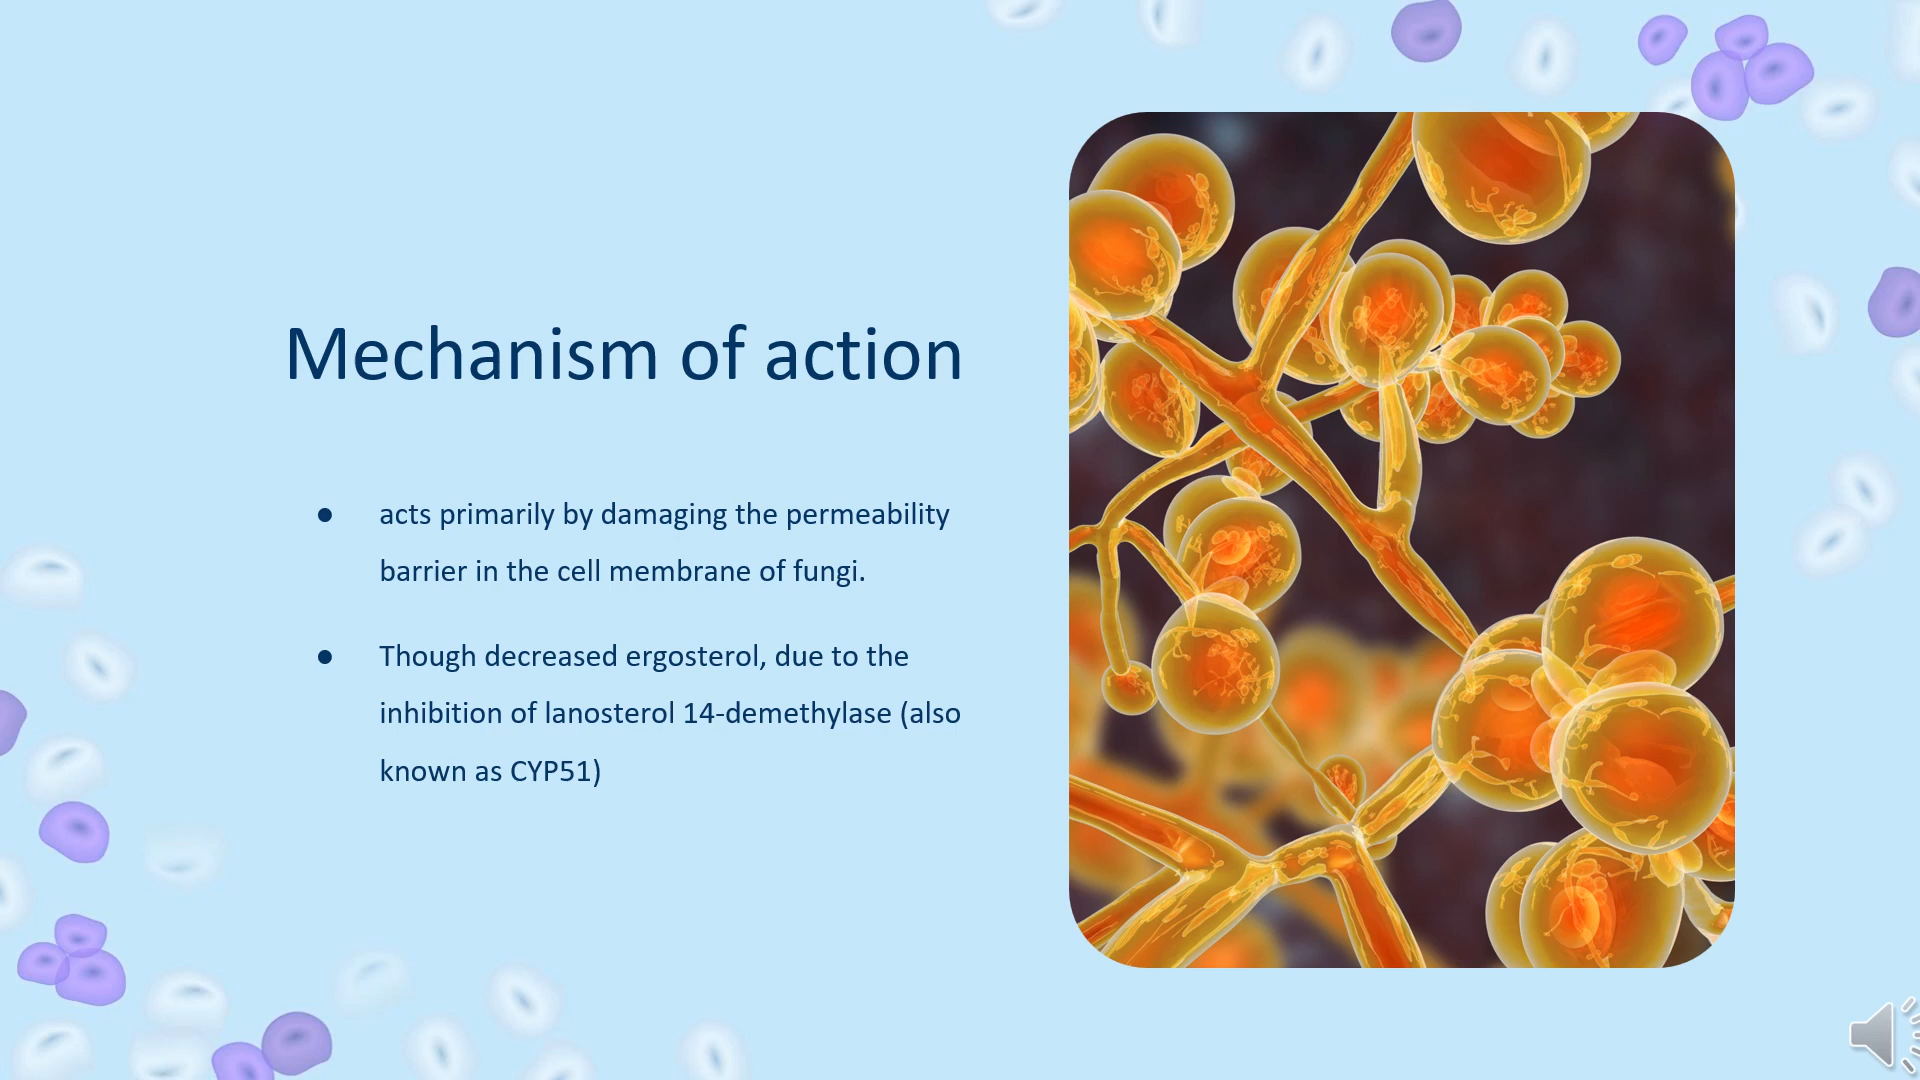 Mechanism of action
● acts primarily by damaging the permeability
barrier in the cell membrane of fungi.
● Though decreased ergosterol, due to the
inhibition of lanosterol 14-demethylase (also
known as CYP51)